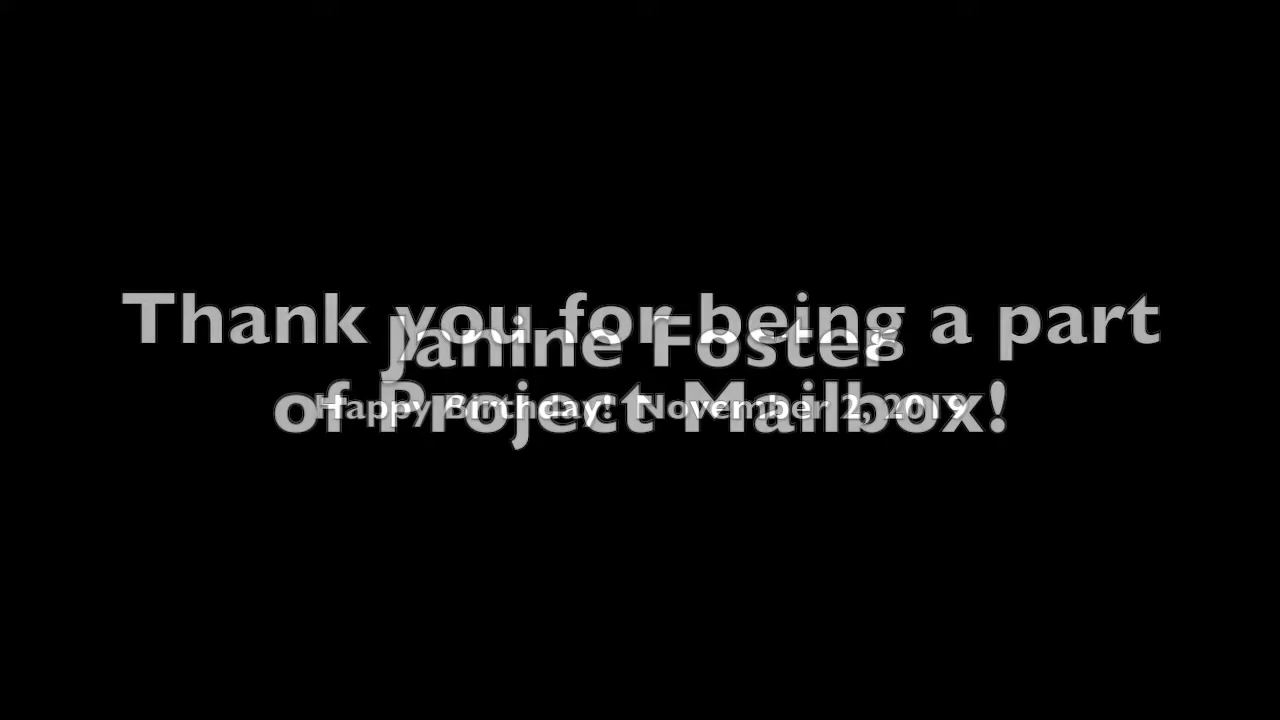 Thank you for being a part
Janine Foster
of Project Mailbox!
Happy Birthday! November 2, 2019